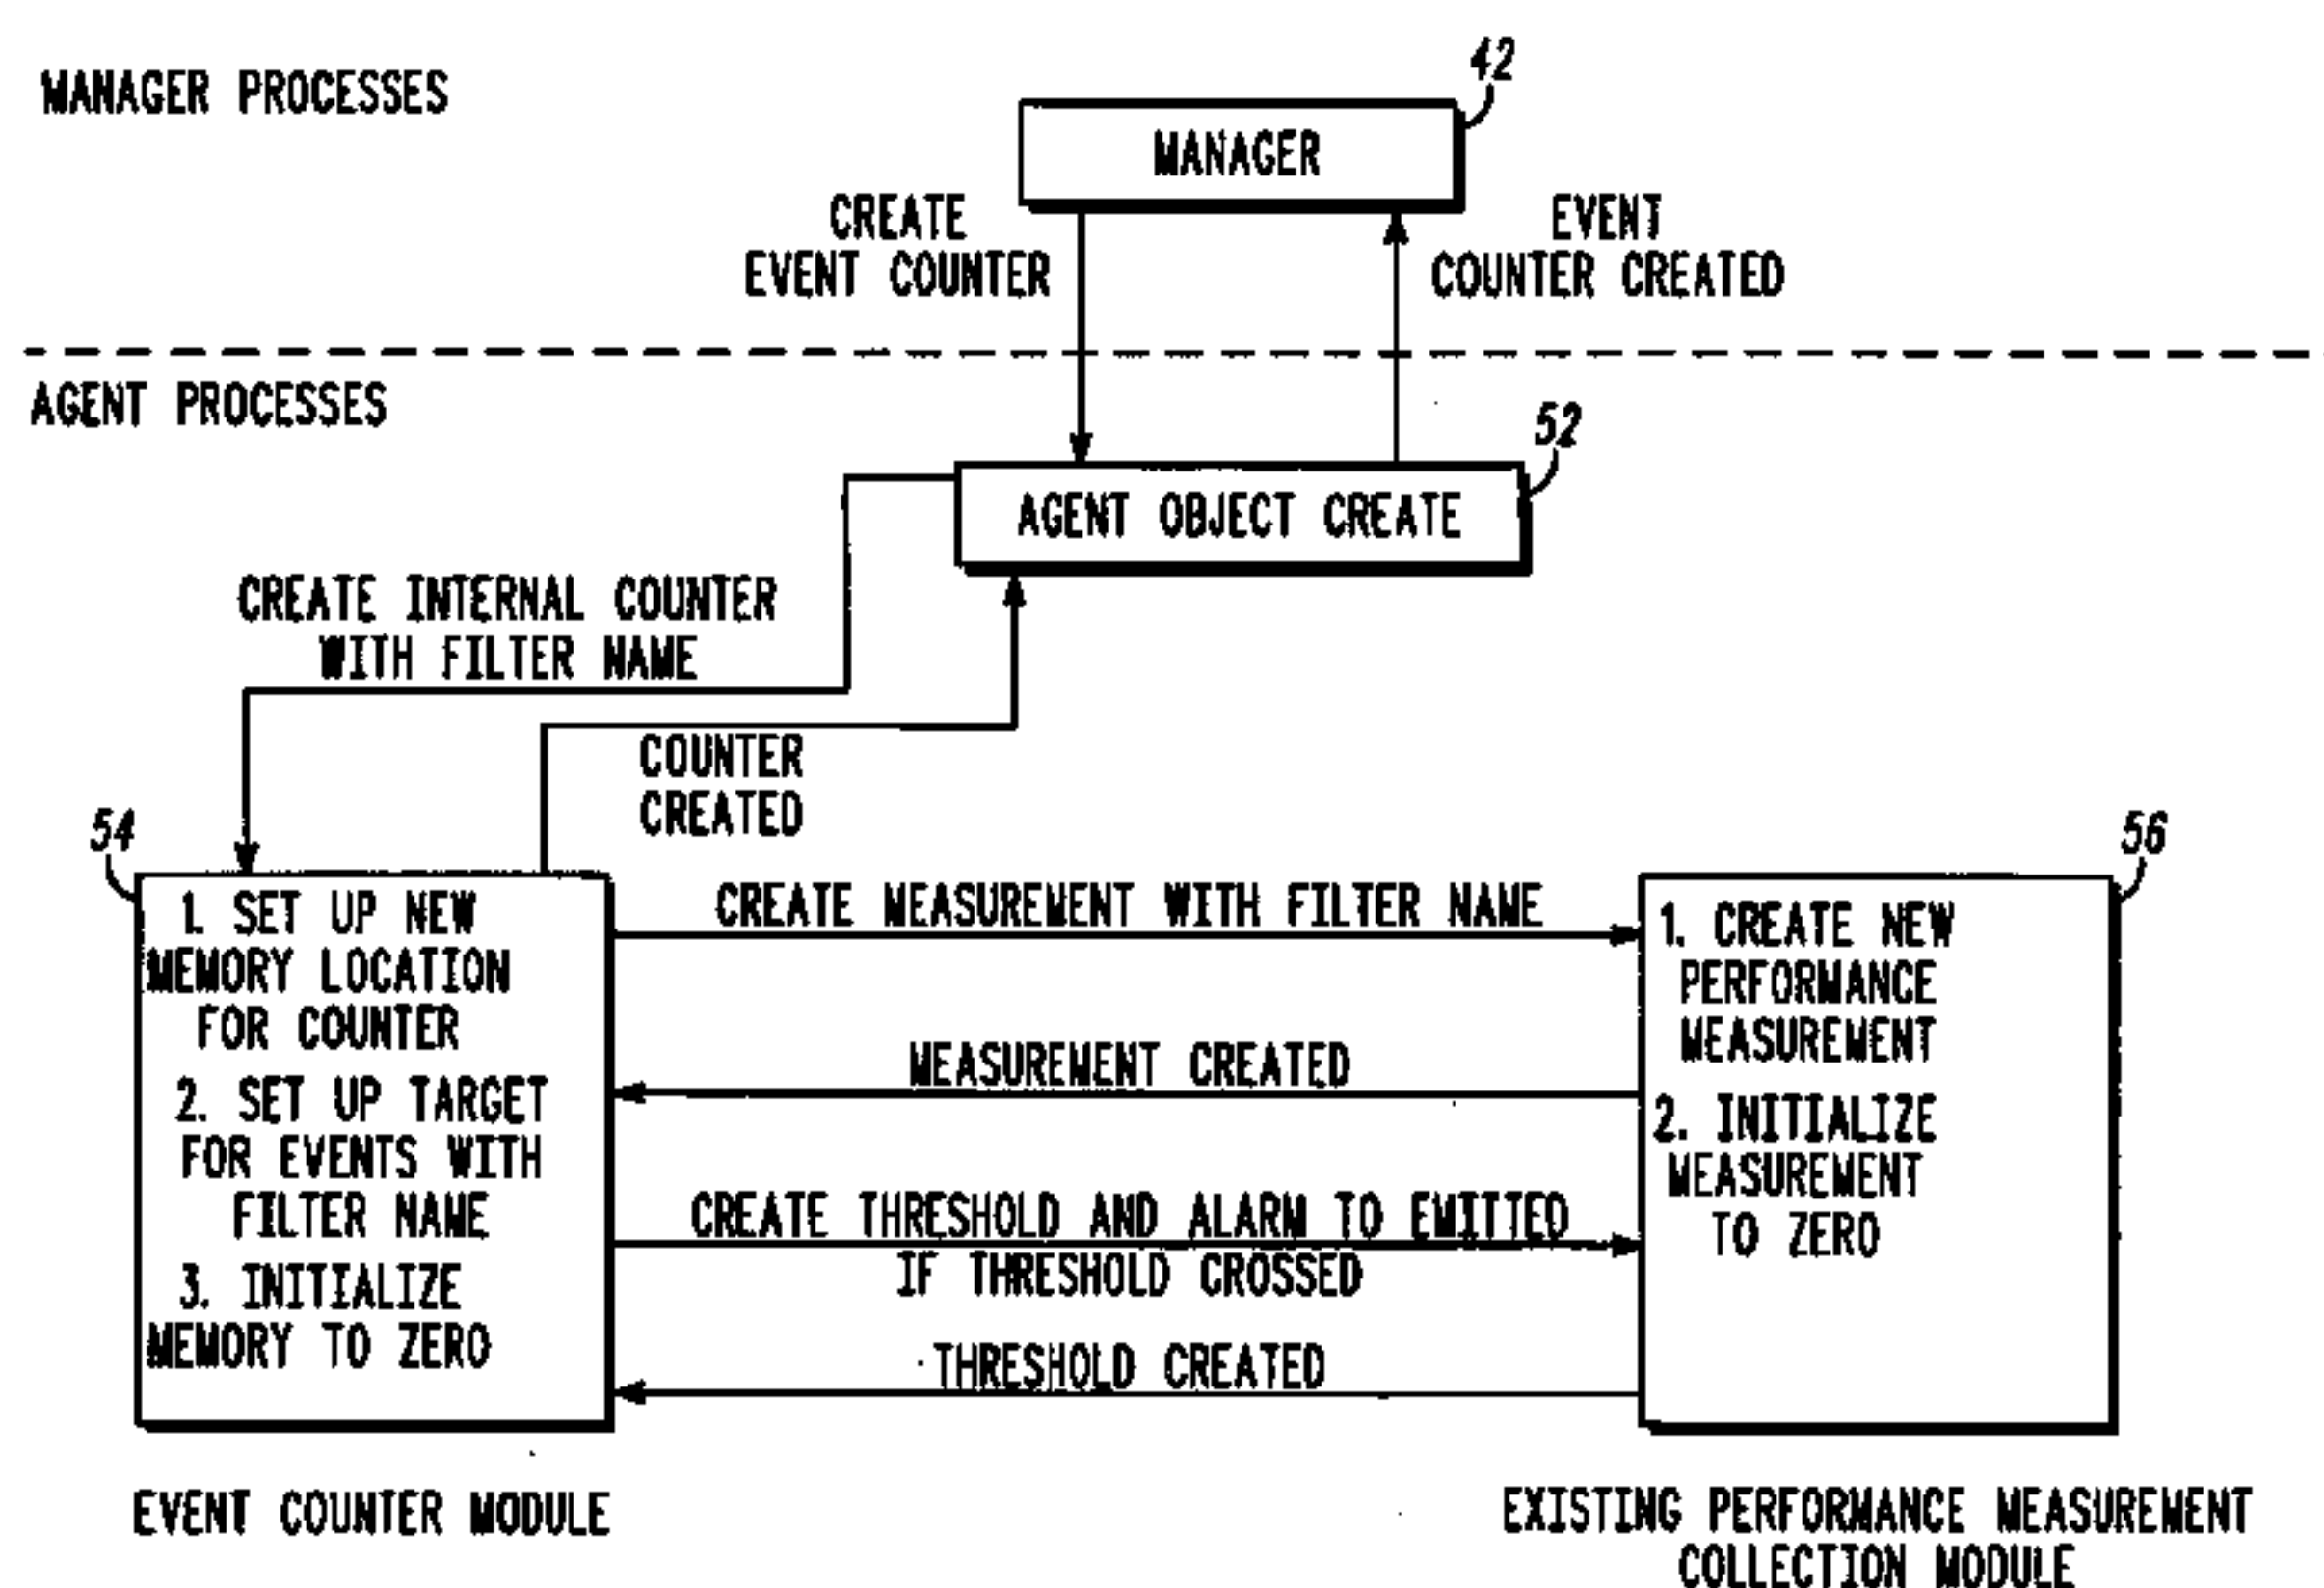 MANAGER PROCESSES
42
MANAGER
CREATE
EVENT COUNTER
EVENT
COUNTER CREATED
AGENT PROCESSES
52
AGENT OBJECT CREATE
CREATE INTERNAL COUNTER
WITH FILTER NAME
COUNTER
CREATED
54
1. SET UP NEW
MEMORY LOCATION
FOR COUNTER
2. SET UP TARGET
FOR EVENTS WITH
FILTER NAME
3. INITIALIZE
MEMORY TO ZERO
CREATE MEASUREMENT WITH FILTER NAME
MEASUREMENT CREATED
CREATE THRESHOLD AND ALARM TO EMITTED
IF THRESHOLD CROSSED
THRESHOLD CREATED
56
1. CREATE NEW
PERFORMANCE
MEASUREMENT
2. INITIALIZE
MEASUREMENT
TO ZERO
EVENT COUNTER MODULE
EXISTING PERFORMANCE MEASUREMENT
COLLECTION MODULE